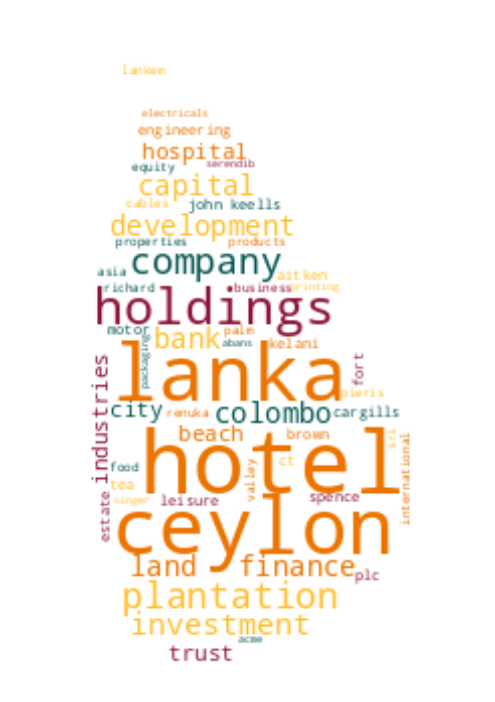 lankem
electricals
engineering
hospital
equity serendib
capital
cables john keells
development
properties products
company
asia aitken
richard business printing
holdings
motor palm
bank abans kelani
packaging
lanka
fort
industries
pieris
city renuka colombo cargills
beach brown sri
hotel
international
food ct
tea valley
singer leisure spence
estate
ceylon
land finance plc
plantation
investment
acme
trust